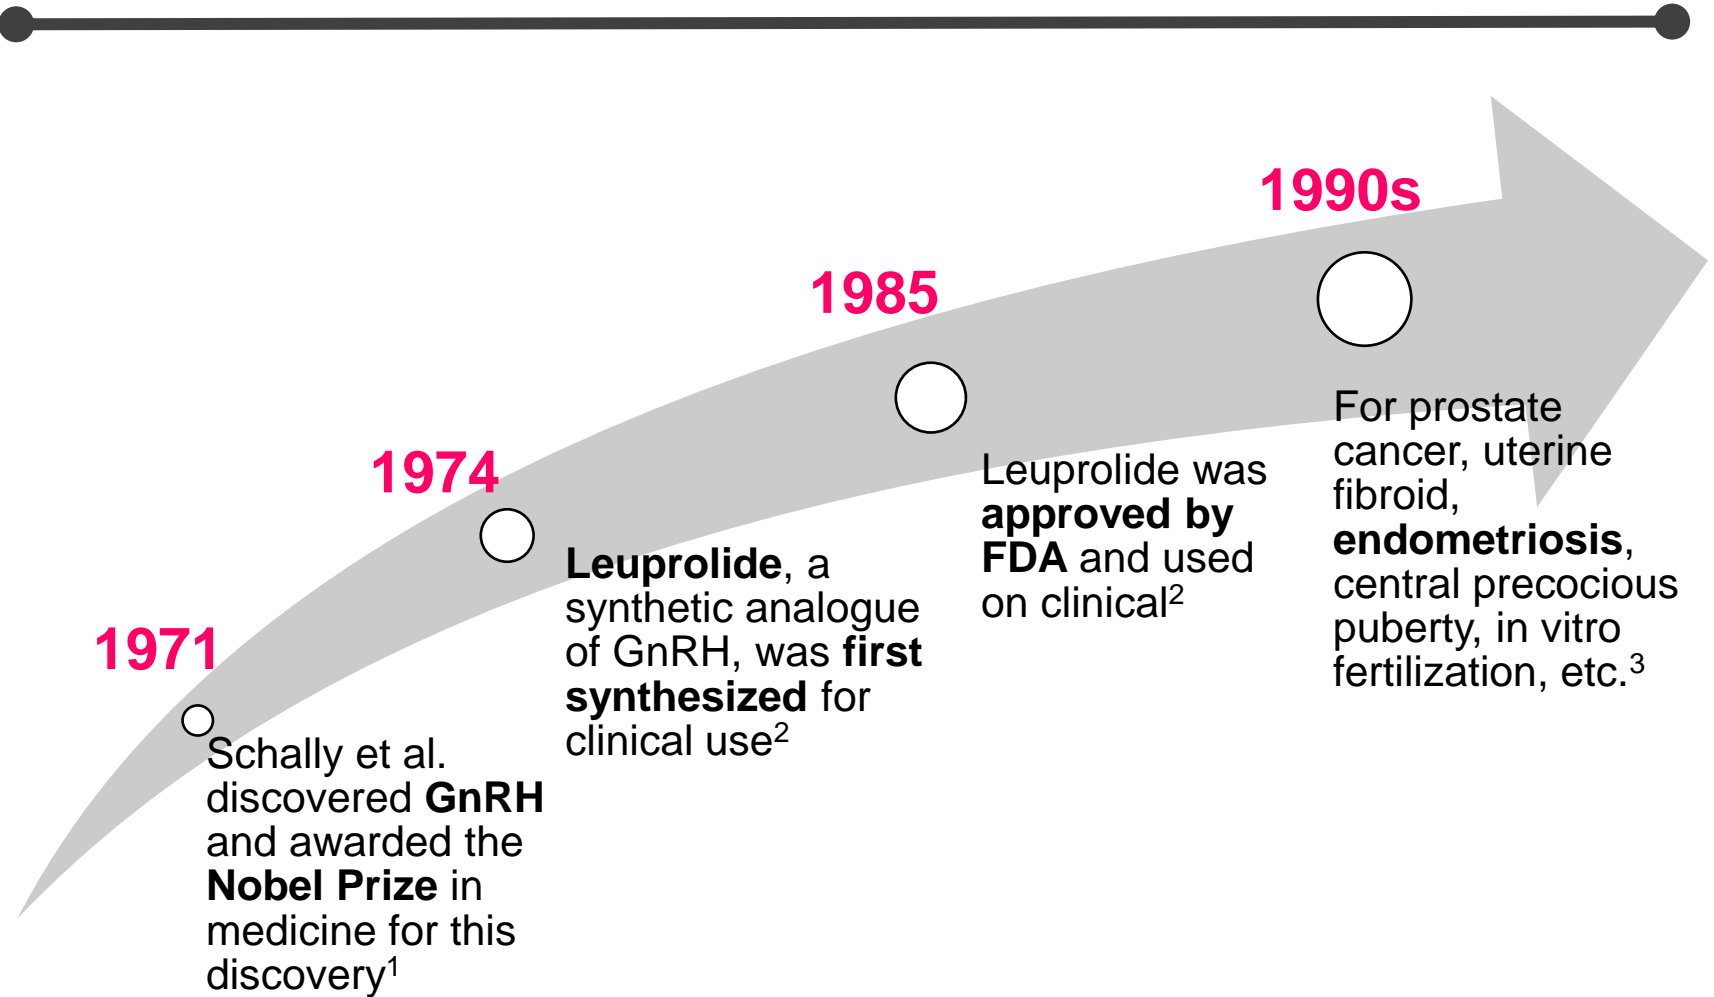 1971
Schally et al.
discovered GnRH
and awarded the
Nobel Prize in
medicine for this
discovery¹
1974
Leuprolide, a
synthetic analogue
of GnRH, was first
synthesized for
clinical use²
1985
Leuprolide was
approved by
FDA and used
on clinical²
1990s
For prostate
cancer, uterine
fibroid,
endometriosis,
central precocious
puberty, in vitro
fertilization, etc.³